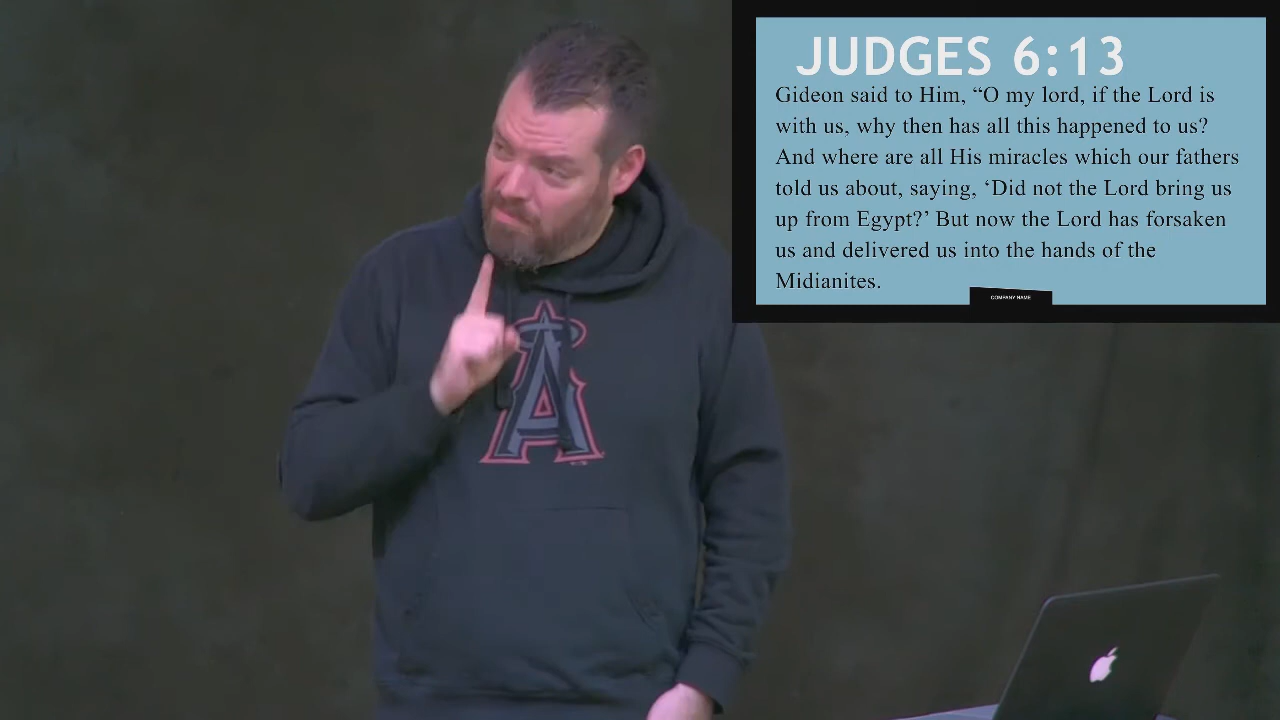 JUDGES 6:13
Gideon said to Him, “O my lord, if the Lord is
with us, why then has all this happened to us?
And where are all His miracles which our fathers
told us about, saying, ‘Did not the Lord bring us
up from Egypt?’ But now the Lord has forsaken
us and delivered us into the hands of the
Midianites.
COMPANY NAME
A